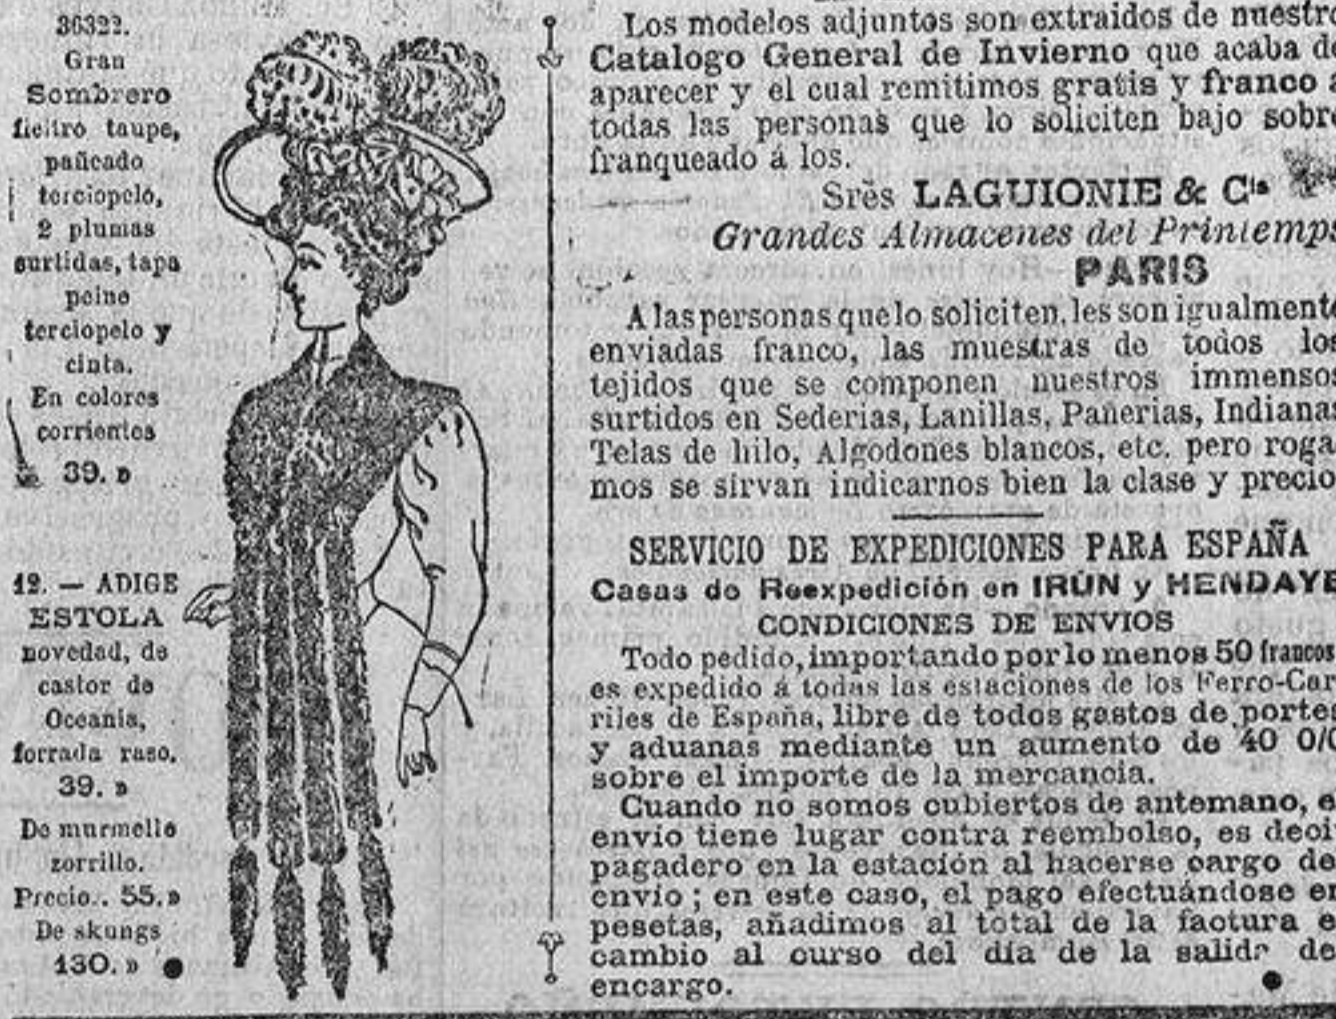 36322.
Gran
Sombrero
fieltro taupe,
pañeado
terciopelo,
2 plumas
surtidas, tapa
peine
terciopelo y
cinta.
En colores
corrientes
39. »
12. — ADIGE
ESTOLA
novedad, de
castor de
Oceania,
forrada raso.
39. »
De murmelle
zorrillo.
Precio.. 55.»
De skungs
130. »
Los modelos adjuntos son extraidos de nuestro
Catalogo General de Invierno que acaba de
aparecer y el cual remitimos gratis y franco a
todas las personas que lo soliciten bajo sobre
franqueado á los.
Srēs LAGUIONIE & Cia
Grandes Almacenes del Printemps
PARIS
A las personas que lo soliciten, les son igualmente
enviadas franco, las muestras de todos los
tejidos que se componen nuestros immensos
surtidos en Sederias, Lanillas, Pañerias, Indianas
Telas de hilo, Algodones blancos, etc. pero roga-
mos se sirvan indicarnos bien la clase y precio.
SERVICIO DE EXPEDICIONES PARA ESPAÑA
Casas de Reexpedición en IRÚN y HENDAYE
CONDICIONES DE ENVIOS
Todo pedido, importando por lo menos 50 francos
es expedido á todas las estaciones de los Ferro-Car
riles de España, libre de todos gastos de portes
y aduanas mediante un aumento de 40 0/0
sobre el importe de la mercancia.
Cuando no somos cubiertos de antemano, el
envío tiene lugar contra reembolso, es decir
pagadero en la estación al hacerse cargo del
envío ; en este caso, el pago efectuándose en
pesetas, añadimos al total de la factura el
cambio al curso del día de la salida del
encargo.